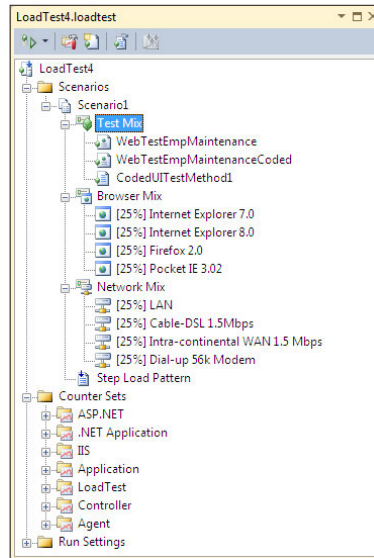 LoadTest4.loadtest
LoadTest4
Scenarios
Scenario1
Test Mix
WebTestEmpMaintenance
WebTestEmpMaintenanceCoded
CodedUITestMethod1
Browser Mix
[25%] Internet Explorer 7.0
[25%] Internet Explorer 8.0
[25%] Firefox 2.0
[25%] Pocket IE 3.02
Network Mix
[25%] LAN
[25%] Cable-DSL 1.5Mbps
[25%] Intra-continental WAN 1.5 Mbps
[25%] Dial-up 56k Modem
Step Load Pattern
Counter Sets
ASP.NET
.NET Application
IIS
Application
LoadTest
Controller
Agent
Run Settings